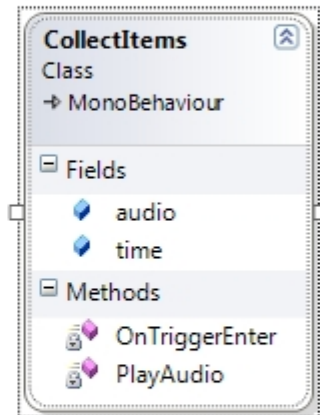 CollectItems
Class
MonoBehaviour
Fields
audio
time
Methods
OnTriggerEnter
PlayAudio